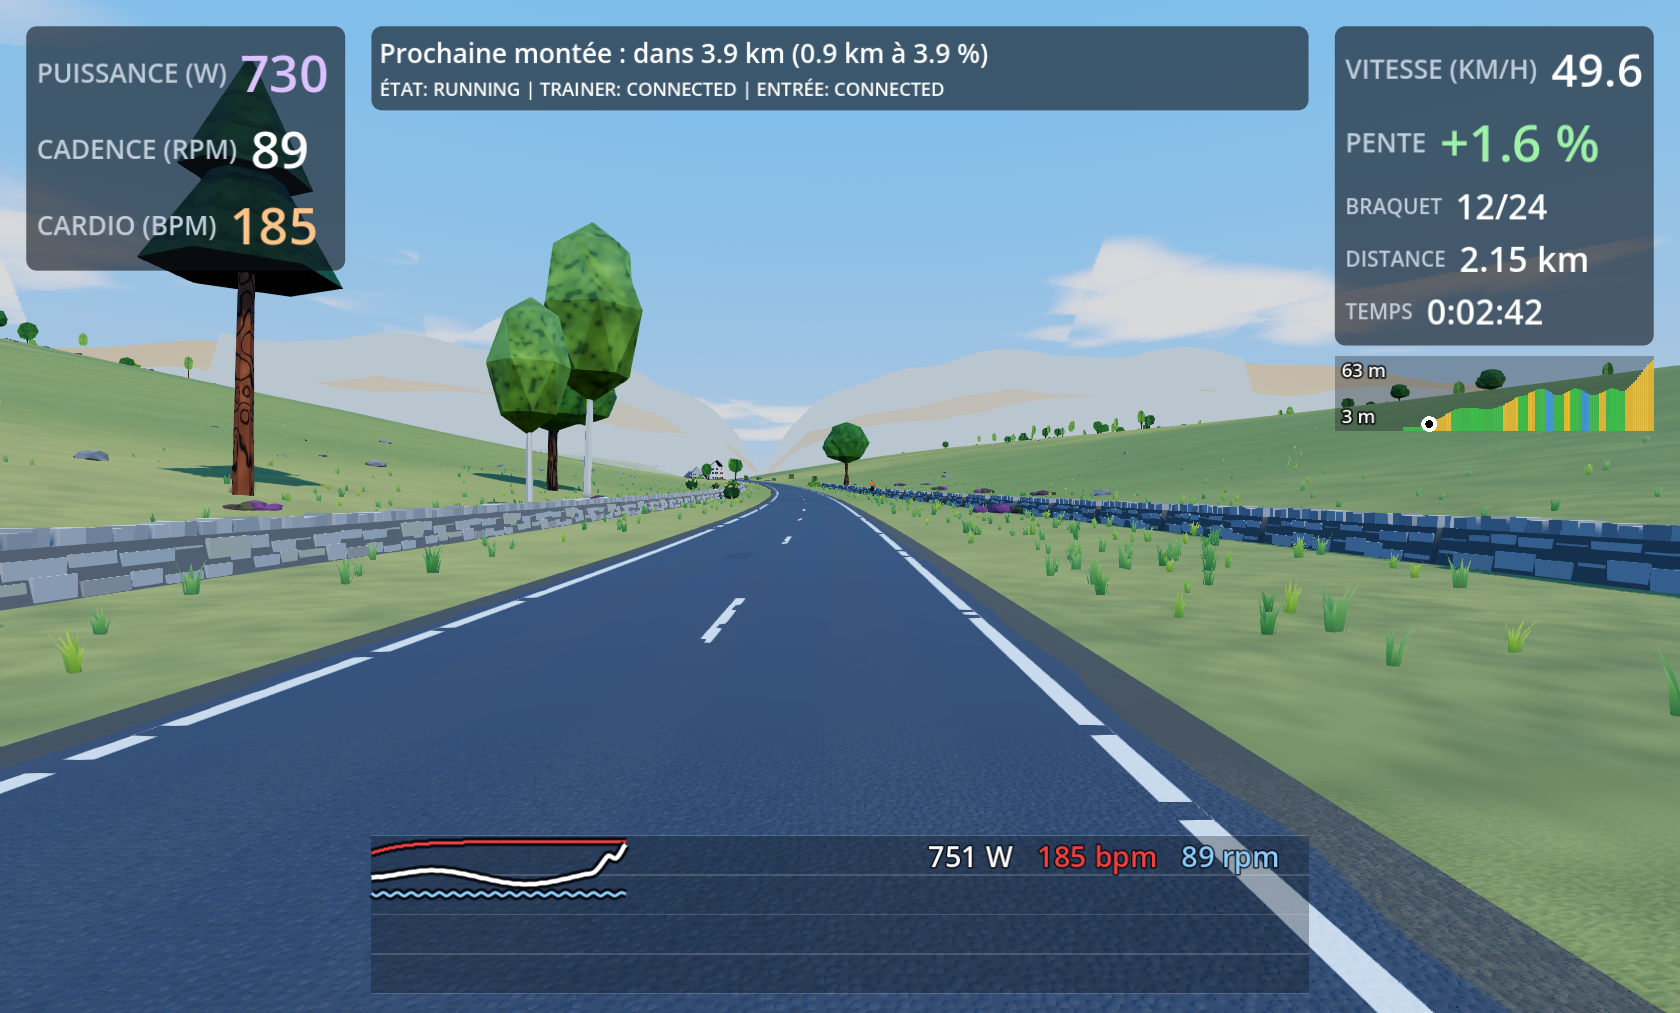 PUISSANCE (W) 730
CADENCE (RPM) 89
CARDIO (BPM) 185
Prochaine montée : dans 3.9 km (0.9 km à 3.9 %)
ÉTAT: RUNNING | TRAINER: CONNECTED | ENTRÉE: CONNECTED
VITESSE (KM/H) 49.6
PENTE +1.6 %
BRAQUET 12/24
DISTANCE 2.15 km
TEMPS 0:02:42
63 m
3 m
751 W 185 bpm 89 rpm